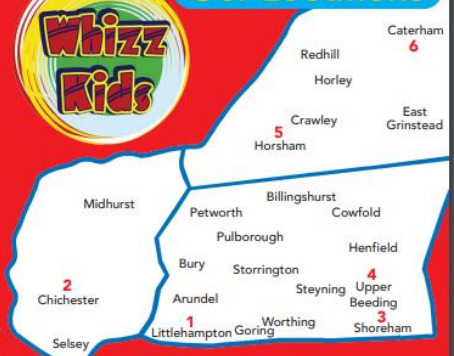 Whizz
Kids
Caterham
6
Redhill
Horley
East
Grinstead
Crawley
5
Horsham
Midhurst
Billingshurst
Petworth
Cowfold
Pulborough
Henfield
Bury
Storrington
2
Chichester
4
Steyning
Upper
Beeding
Arundel
1
Littlehampton
Goring
Worthing
3
Shoreham
Selsey